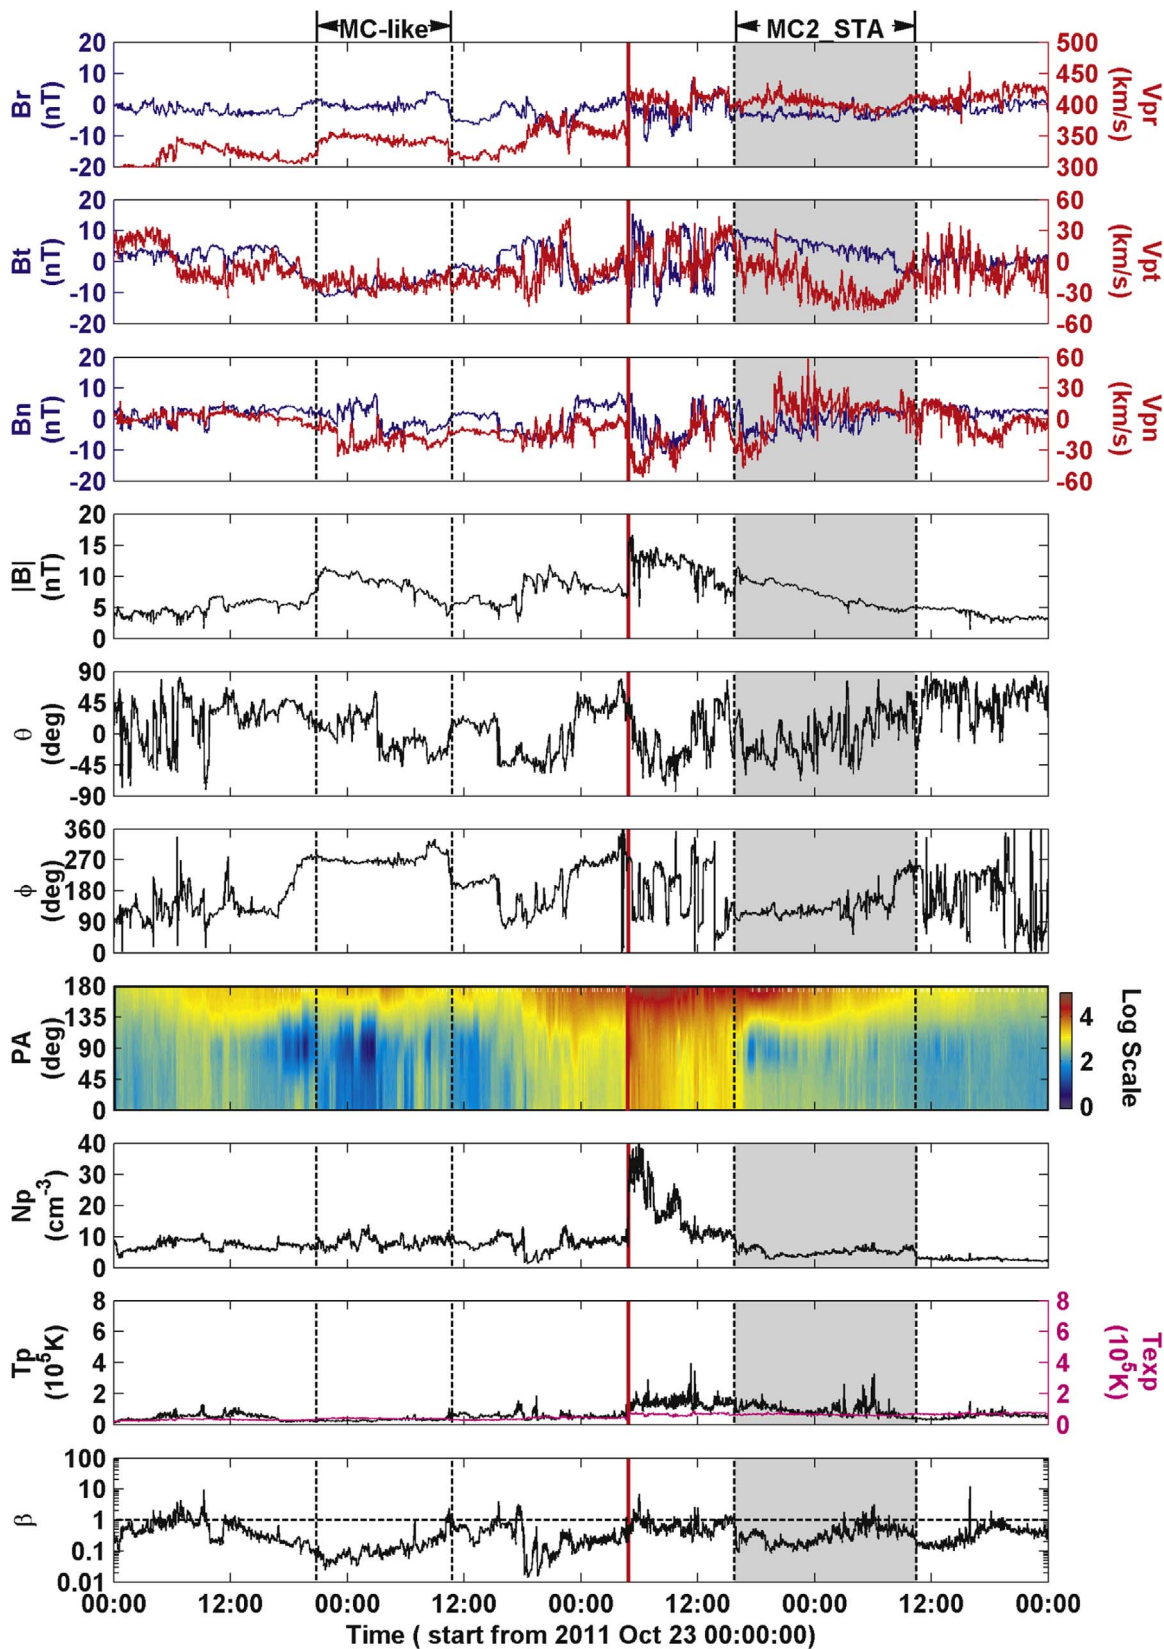 MC-like MC2_STA
20 10 0 -10 -20
Br (nT)
500 450 400 350 300
Vpr (km/s)
20 10 0 -10 -20
Bt (nT)
60 30 0 -30 -60
Vpt (km/s)
20 10 0 -10 -20
Bn (nT)
60 30 0 -30 -60
Vpn (km/s)
20 15 10 5 0
|B| (nT)
90 45 0 -45 -90
θ (deg)
360 270 180 90 0
ϕ (deg)
180 135 90 45 0
PA (deg)
4 2 0
Log Scale
40 30 20 10 0
Np (cm-3)
8 6 4 2 0
Tp (10⁵K)
8 6 4 2 0
Texp (10⁵K)
100 10 1 0.1 0.01
β
00:00 12:00 00:00 12:00 00:00 12:00 00:00 12:00 00:00
Time ( start from 2011 Oct 23 00:00:00)